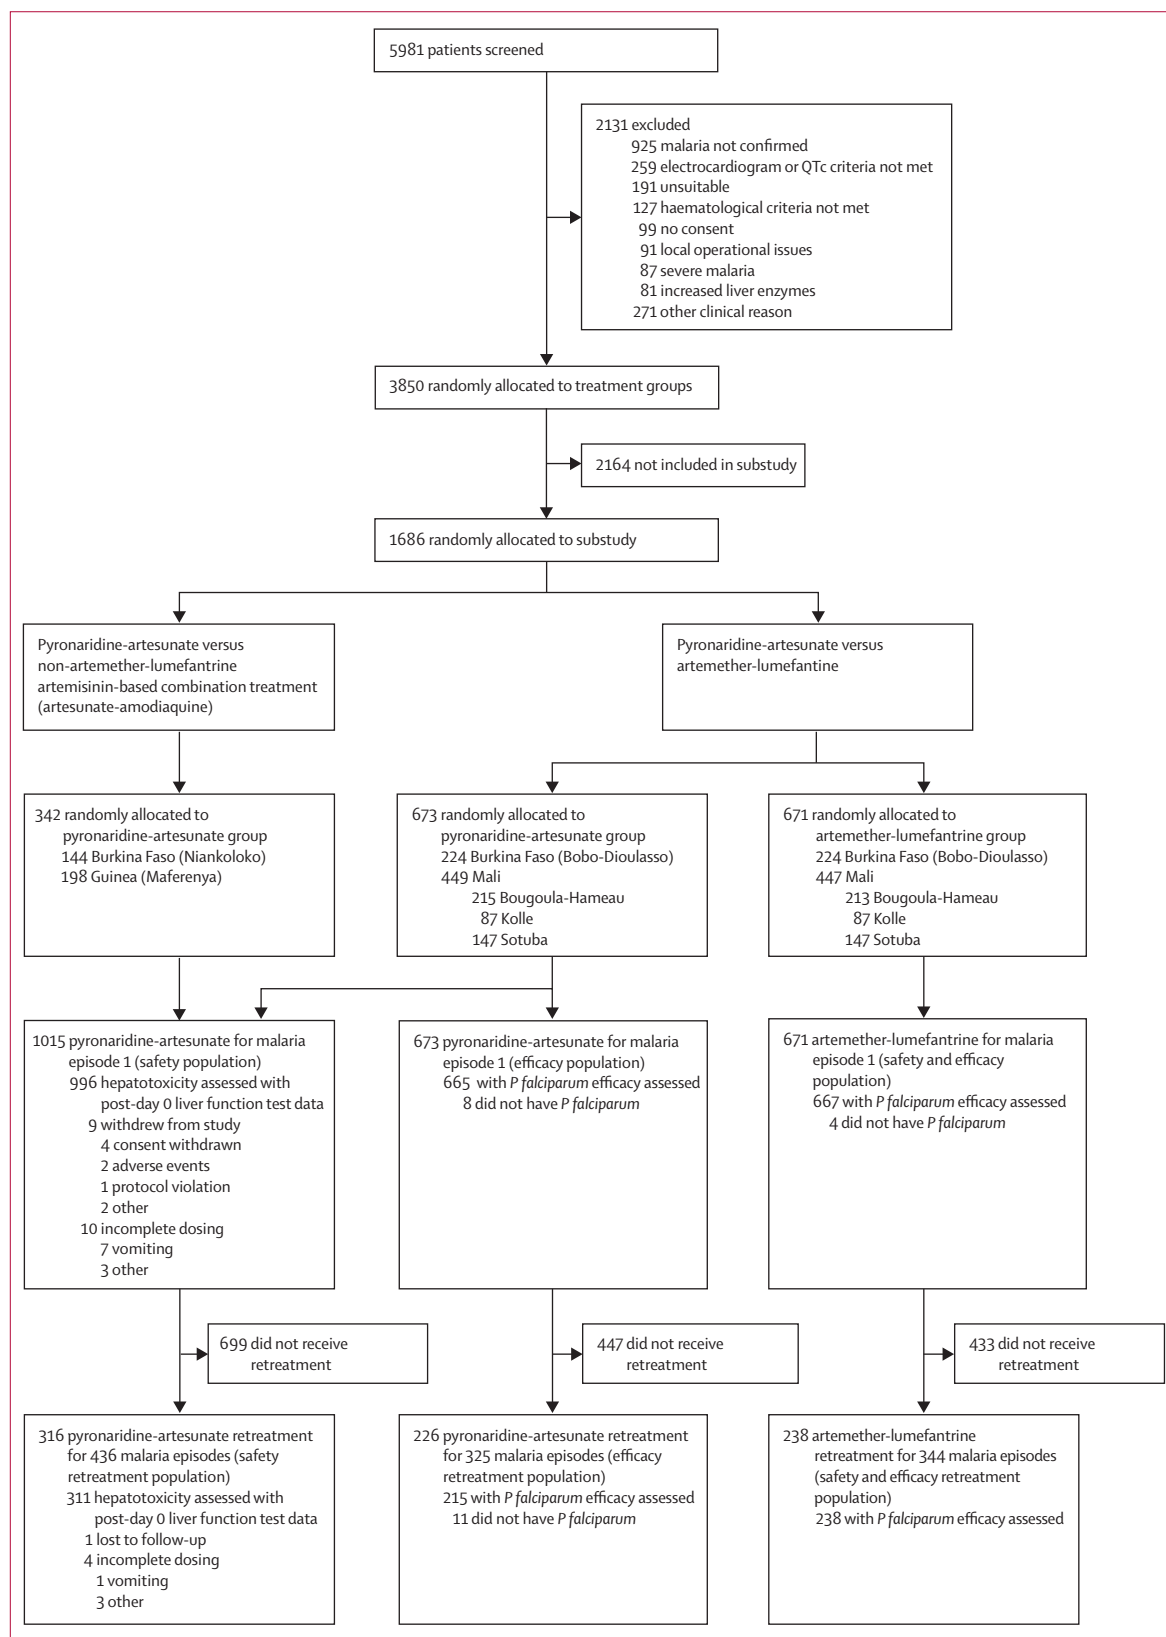 5981 patients screened
2131 excluded
925 malaria not confirmed
259 electrocardiogram or QTc criteria not met
191 unsuitable
127 haematological criteria not met
99 no consent
91 local operational issues
87 severe malaria
81 increased liver enzymes
271 other clinical reason
3850 randomly allocated to treatment groups
2164 not included in substudy
1686 randomly allocated to substudy
Pyronaridine-artesunate versus
non-artemether-lumefantrine
artemisinin-based combination treatment
(artesunate-amodiaquine)
Pyronaridine-artesunate versus
artemether-lumefantine
342 randomly allocated to
pyronaridine-artesunate group
144 Burkina Faso (Niankoloko)
198 Guinea (Maferenya)
673 randomly allocated to
pyronaridine-artesunate group
224 Burkina Faso (Bobo-Dioulasso)
449 Mali
215 Bougoula-Hameau
87 Kolle
147 Sotuba
671 randomly allocated to
artemether-lumefantrine group
224 Burkina Faso (Bobo-Dioulasso)
447 Mali
213 Bougoula-Hameau
87 Kolle
147 Sotuba
1015 pyronaridine-artesunate for malaria
episode 1 (safety population)
996 hepatotoxicity assessed with
post-day 0 liver function test data
9 withdrew from study
4 consent withdrawn
2 adverse events
1 protocol violation
2 other
10 incomplete dosing
7 vomiting
3 other
673 pyronaridine-artesunate for malaria
episode 1 (efficacy population)
665 with P falciparum efficacy assessed
8 did not have P falciparum
671 artemether-lumefantrine for malaria
episode 1 (safety and efficacy
population)
667 with P falciparum efficacy assessed
4 did not have P falciparum
699 did not receive
retreatment
447 did not receive
retreatment
433 did not receive
retreatment
316 pyronaridine-artesunate retreatment
for 436 malaria episodes (safety
retreatment population)
311 hepatotoxicity assessed with
post-day 0 liver function test data
1 lost to follow-up
4 incomplete dosing
1 vomiting
3 other
226 pyronaridine-artesunate retreatment
for 325 malaria episodes (efficacy
retreatment population)
215 with P falciparum efficacy assessed
11 did not have P falciparum
238 artemether-lumefantrine
retreatment for 344 malaria episodes
(safety and efficacy retreatment
population)
238 with P falciparum efficacy assessed